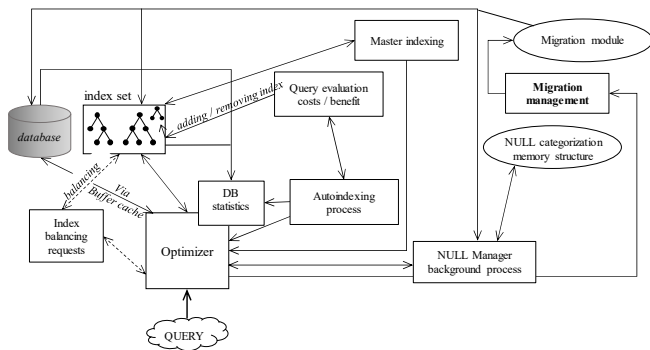 Master indexing
Migration module
index set
adding / removing index
Query evaluation
costs / benefit
Migration
management
database
NULL categorization
memory structure
balancing
Via
Buffer cache
DB
statistics
Autoindexing
process
Index
balancing
requests
Optimizer
NULL Manager
background process
QUERY